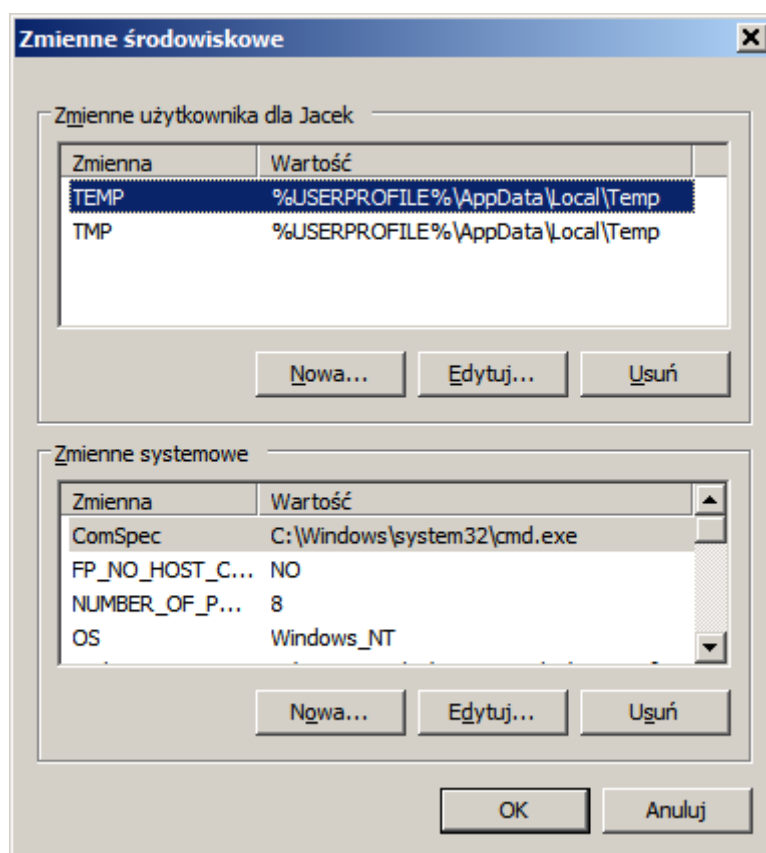 Zmienne środowiskowe
Zmienne użytkownika dla Jacek
Zmienna Wartość
TEMP %USERPROFILE%\AppData\Local\Temp
TMP %USERPROFILE%\AppData\Local\Temp
Nowa... Edytuj... Usuń
Zmienne systemowe
Zmienna Wartość
ComSpec C:\Windows\system32\cmd.exe
FP_NO_HOST_C... NO
NUMBER_OF_P... 8
OS Windows_NT
Nowa... Edytuj... Usuń
OK Anuluj